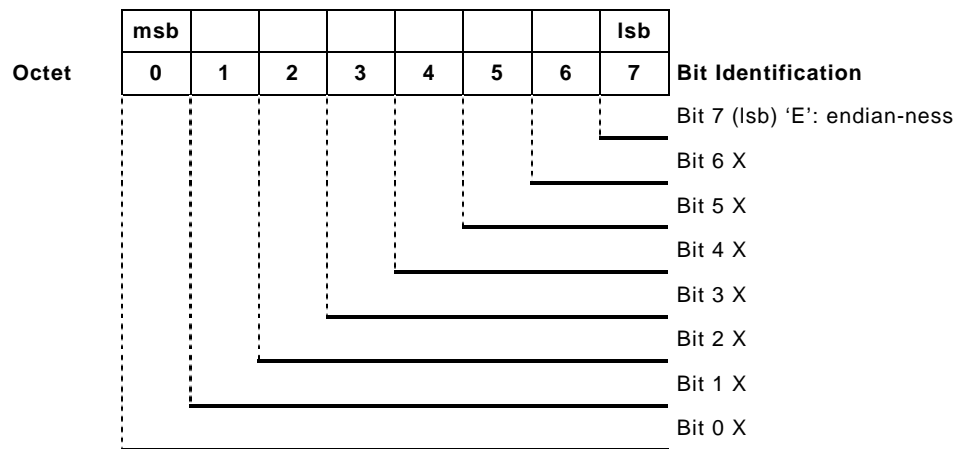 msb lsb
Octet 0 1 2 3 4 5 6 7 Bit Identification
Bit 7 (lsb) ‘E’: endian-ness
Bit 6 X
Bit 5 X
Bit 4 X
Bit 3 X
Bit 2 X
Bit 1 X
Bit 0 X